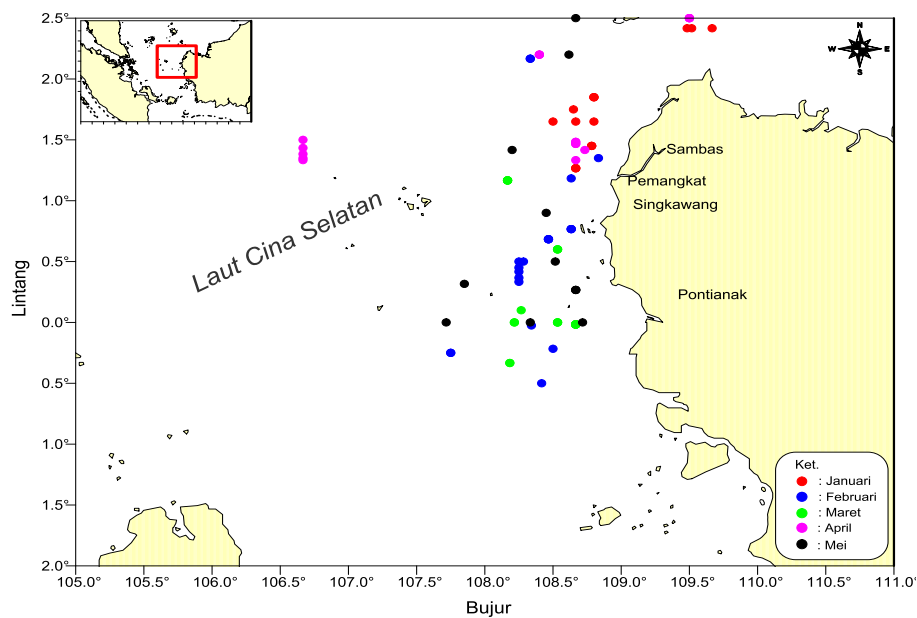 2.5°
2.0°
1.5°
1.0°
0.5°
0.0°
0.5°
1.0°
1.5°
2.0°
Lintang
N
W E
S
Laut Cina Selatan
Sambas
Pemangkat
Singkawang
Pontianak
Ket.
: Januari
: Februari
: Maret
: April
: Mei
105.0° 105.5° 106.0° 106.5° 107.0° 107.5° 108.0° 108.5° 109.0° 109.5° 110.0° 110.5° 111.0°
Bujur